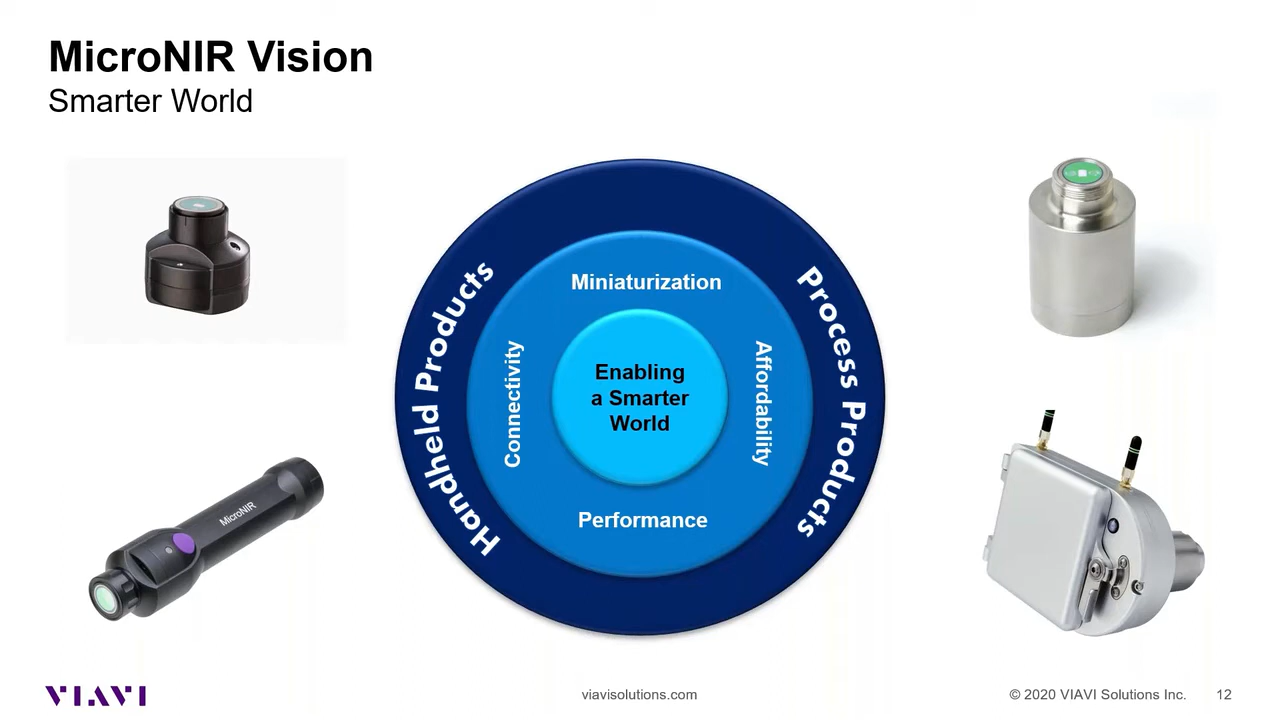 MicroNIR Vision
Smarter World
Miniaturization
Handheld Products
Connectivity
Enabling
a Smarter
World
Affordability
Process Products
Performance
MicroNIR
VIAVI
viavisolutions.com
© 2020 VIAVI Solutions Inc.
12